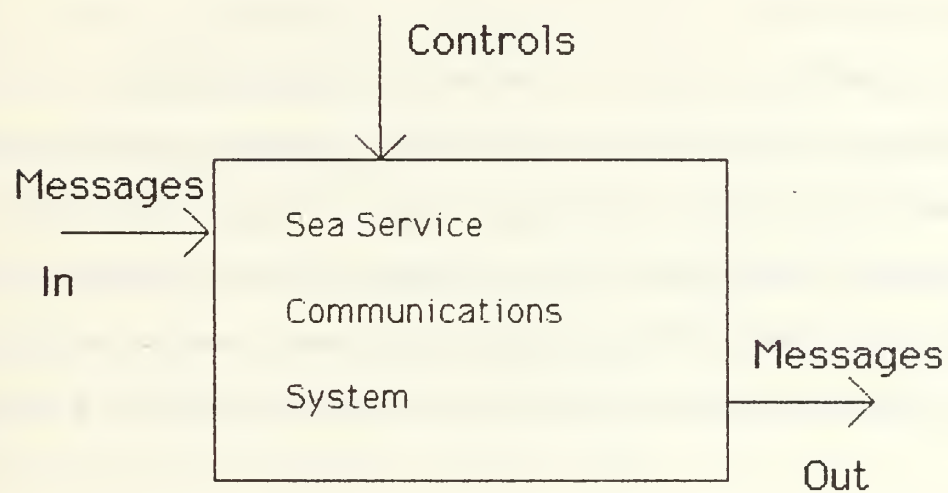 Controls
Messages
In
Sea Service
Communications
System
Messages
Out